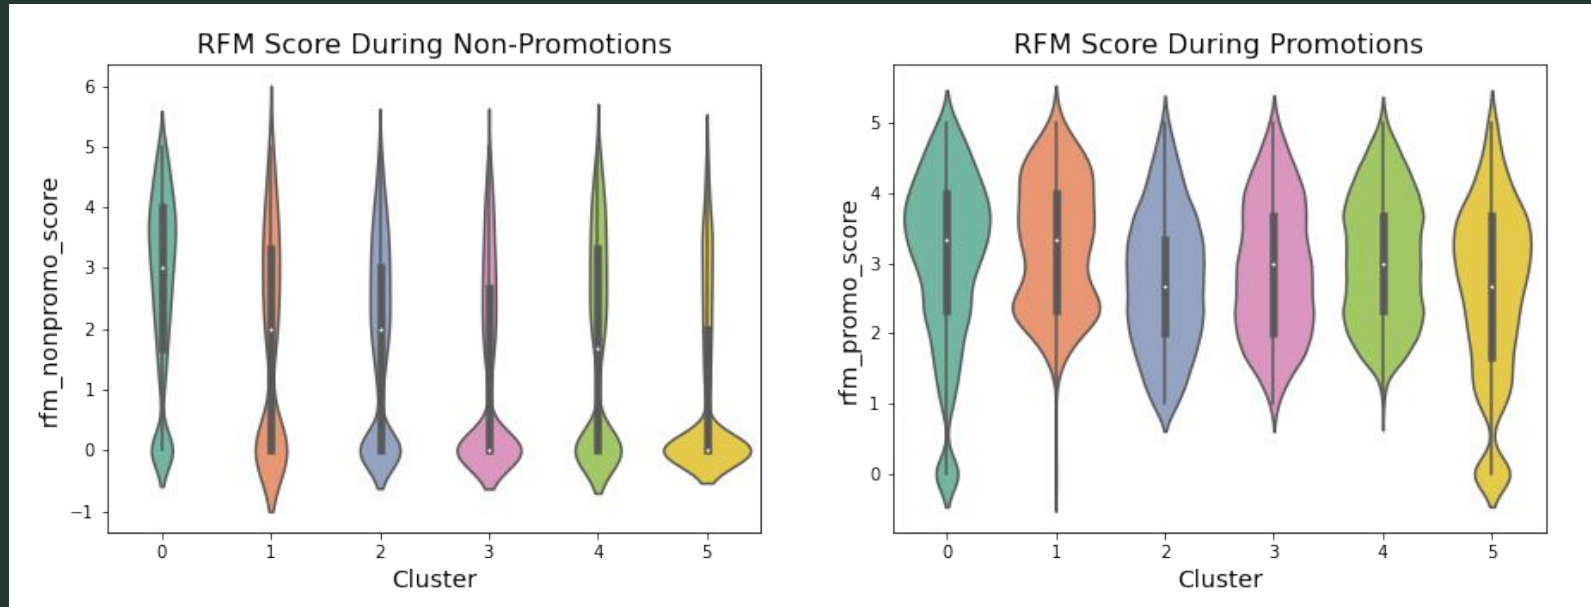 RFM Score During Non-Promotions
rfm_nonpromo_score
6
5
4
3
2
1
0
−1
0 1 2 3 4 5
Cluster
RFM Score During Promotions
rfm_promo_score
5
4
3
2
1
0
0 1 2 3 4 5
Cluster